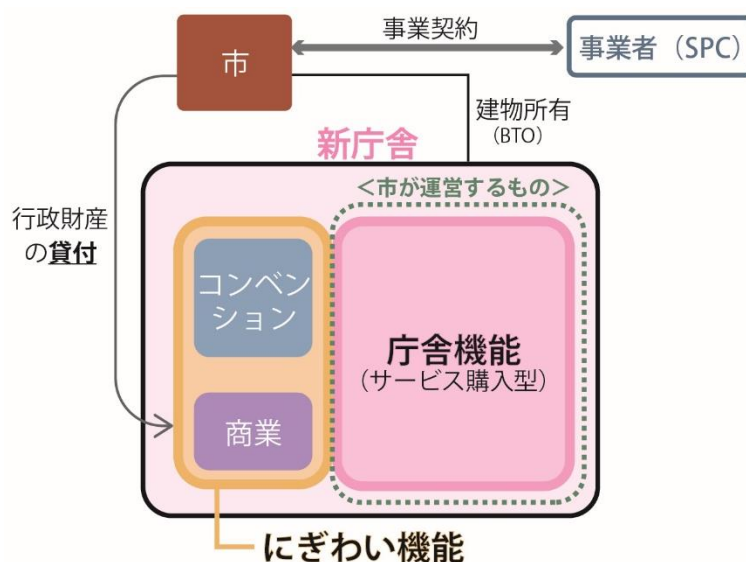 事業契約
市
事業者（SPC）
建物所有
（BTO）
新庁舎
＜市が運営するもの＞
行政財産
の貸付
コンベン
ション
庁舎機能
（サービス購入型）
商業
にぎわい機能